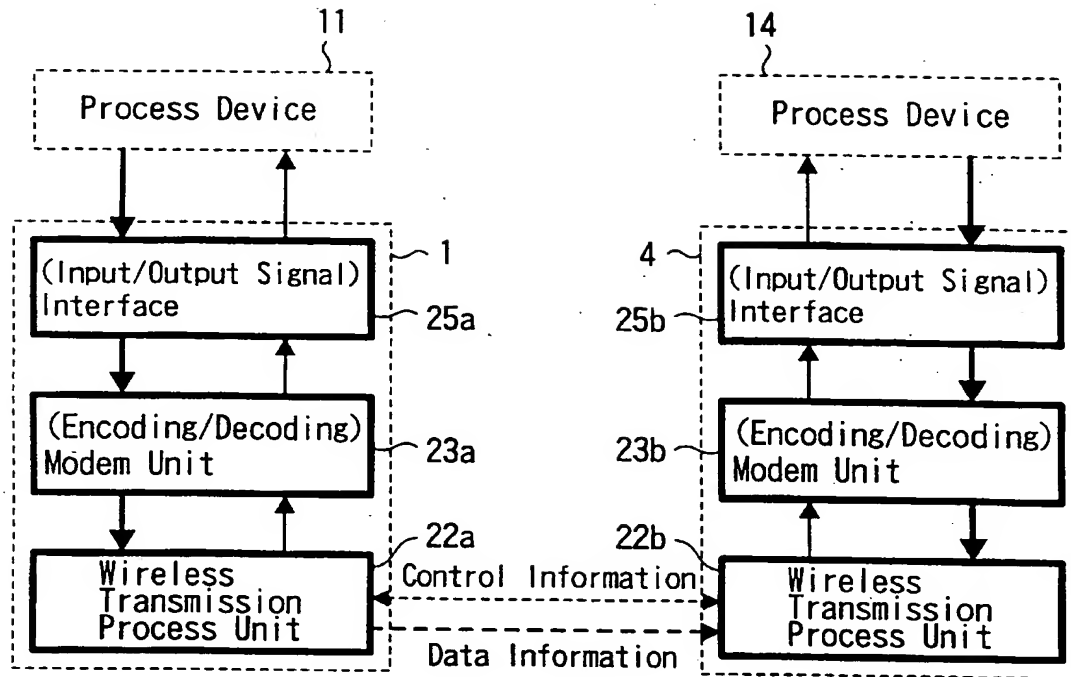 11
14
Process Device
Process Device
1
4
(Input/Output Signal)
Interface
(Input/Output Signal)
Interface
25a
25b
(Encoding/Decoding)
Modem Unit
(Encoding/Decoding)
Modem Unit
23a
23b
22a
22b
Wireless
Transmission
Process Unit
Control Information
Data Information
Wireless
Transmission
Process Unit